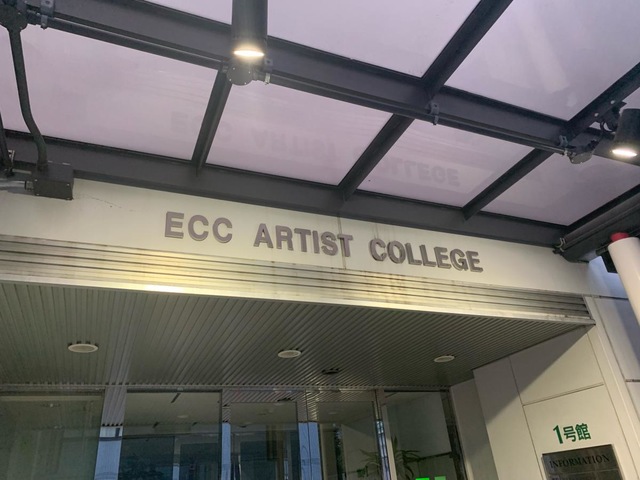 ECC ARTIST COLLEGE
1号館
INFORMATION